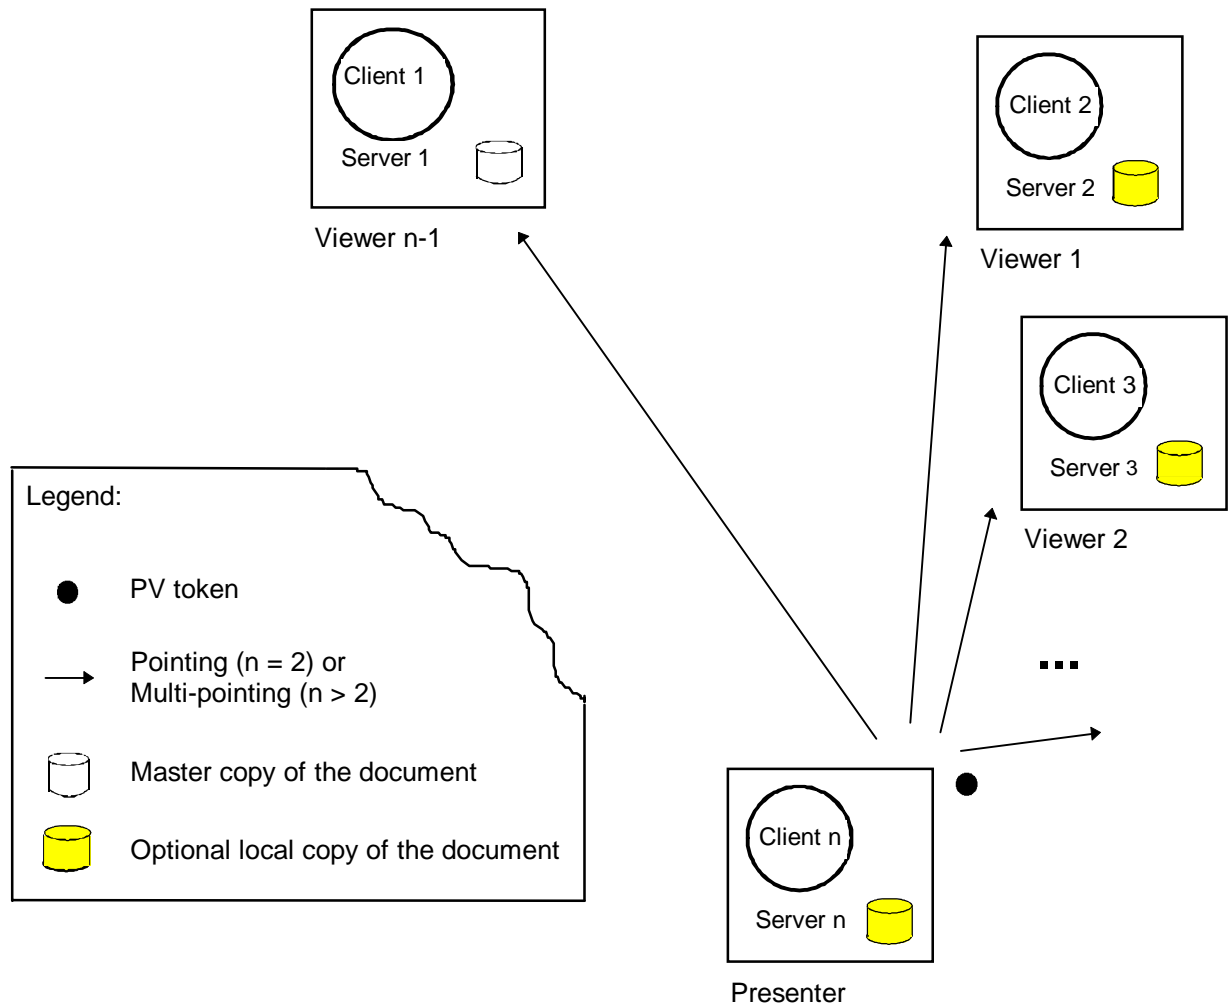 Client 1
Server 1
Viewer n-1
Client 2
Server 2
Viewer 1
Client 3
Server 3
Viewer 2
...
Legend:
PV token
Pointing (n = 2) or
Multi-pointing (n > 2)
Master copy of the document
Optional local copy of the document
Client n
Server n
Presenter